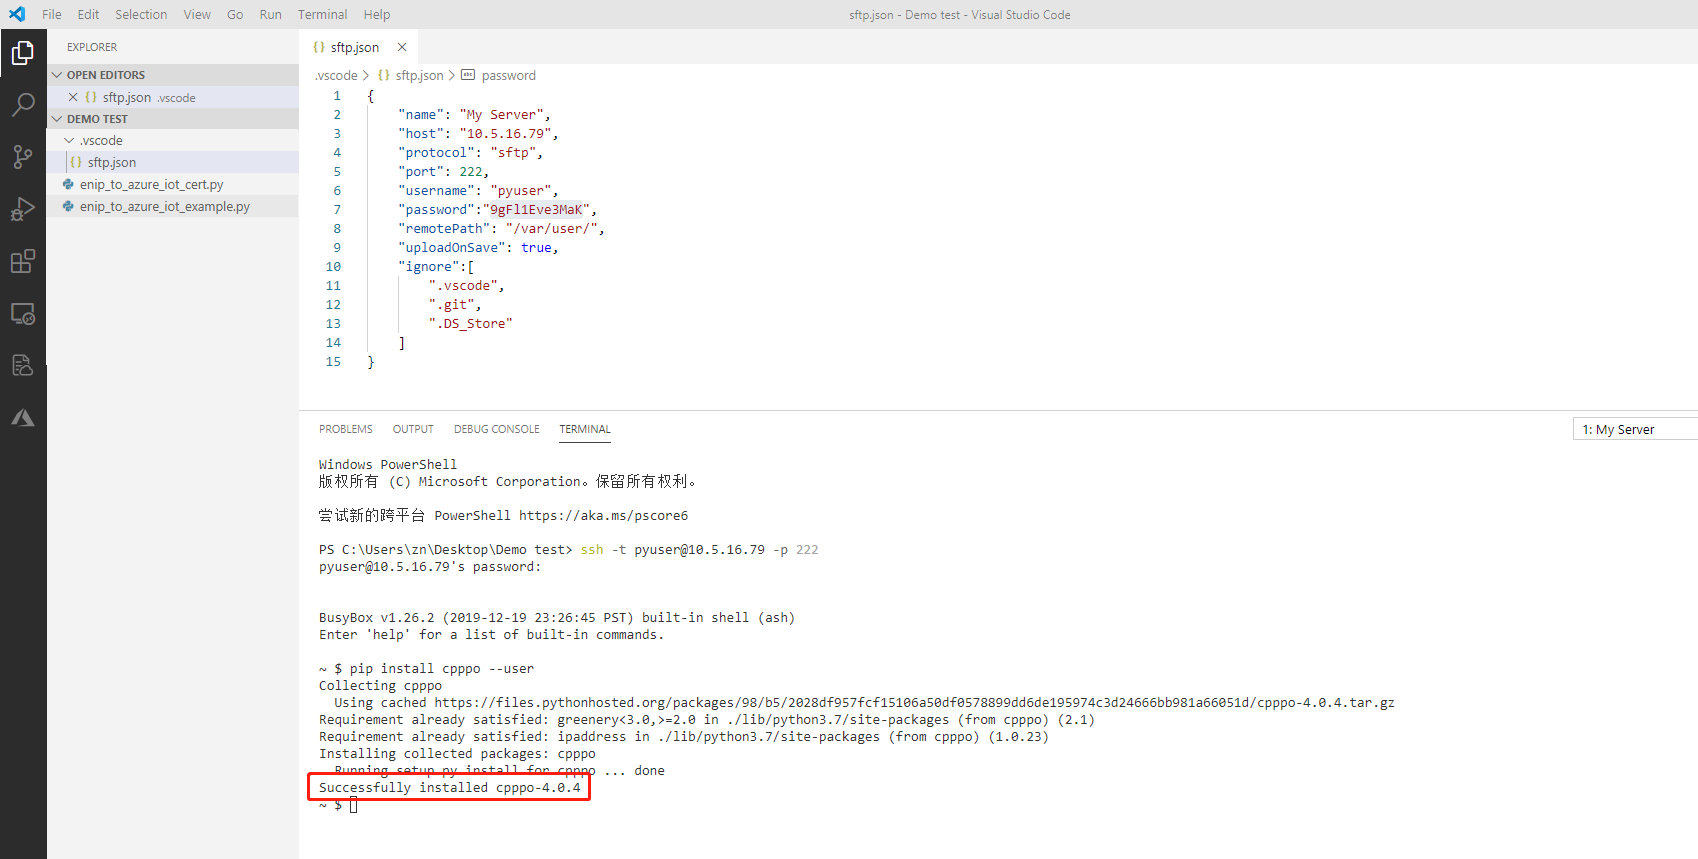 File Edit Selection View Go Run Terminal Help
sftp.json - Demo test - Visual Studio Code
EXPLORER
OPEN EDITORS
sftp.json .vscode
DEMO TEST
.vscode
sftp.json
enip_to_azure_iot_cert.py
enip_to_azure_iot_example.py
sftp.json
.vscode > {} sftp.json > abc password
1 {
2 "name": "My Server",
3 "host": "10.5.16.79",
4 "protocol": "sftp",
5 "port": 222,
6 "username": "pyuser",
7 "password":"9gFl1Eve3MaK",
8 "remotePath": "/var/user/",
9 "uploadOnSave": true,
10 "ignore":[
11 ".vscode",
12 ".git",
13 ".DS_Store"
14 ]
15 }
PROBLEMS OUTPUT DEBUG CONSOLE TERMINAL
1: My Server
Windows PowerShell
版权所有 (C) Microsoft Corporation。保留所有权利。
尝试新的跨平台 PowerShell https://aka.ms/pscore6
PS C:\Users\zn\Desktop\Demo test> ssh -t pyuser@10.5.16.79 -p 222
pyuser@10.5.16.79's password:
BusyBox v1.26.2 (2019-12-19 23:26:45 PST) built-in shell (ash)
Enter 'help' for a list of built-in commands.
~ $ pip install cpppo --user
Collecting cpppo
Using cached https://files.pythonhosted.org/packages/98/b5/2028df957fcf15106a50df0578899dd6de195974c3d24666bb981a66051d/cpppo-4.0.4.tar.gz
Requirement already satisfied: greenery<3.0,>=2.0 in ./lib/python3.7/site-packages (from cpppo) (2.1)
Requirement already satisfied: ipaddress in ./lib/python3.7/site-packages (from cpppo) (1.0.23)
Installing collected packages: cpppo
Running setup.py install for cpppo ... done
Successfully installed cpppo-4.0.4
~ $